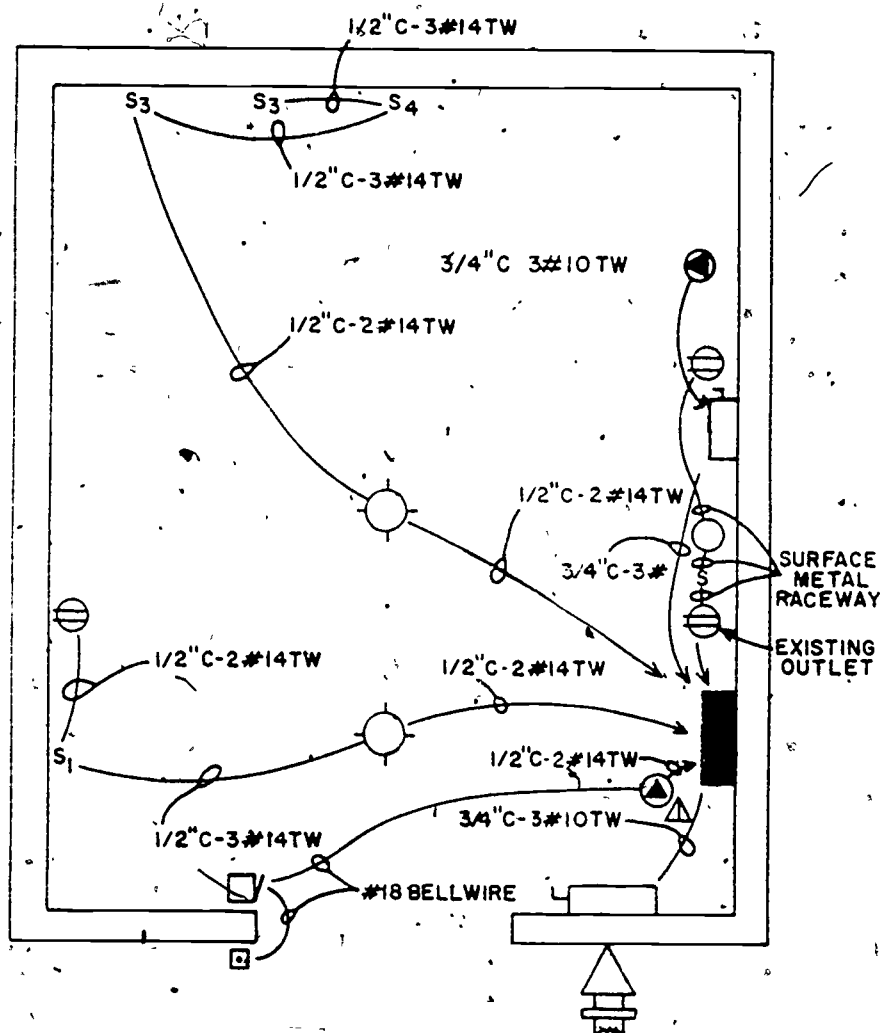 1/2"C-3#14TW
S3
S3
S4
1/2"C-3#14TW
3/4"C 3#10TW
1/2"C-2#14TW
1/2"C-2#14TW
3/4"C-3#
S
SURFACE
METAL
RACEWAY
EXISTING
OUTLET
1/2"C-2#14TW
1/2"C-2#14TW
S1
1/2"C-2#14TW
3/4"C-3#10TW
1/2"C-3#14TW
#18 BELLWIRE